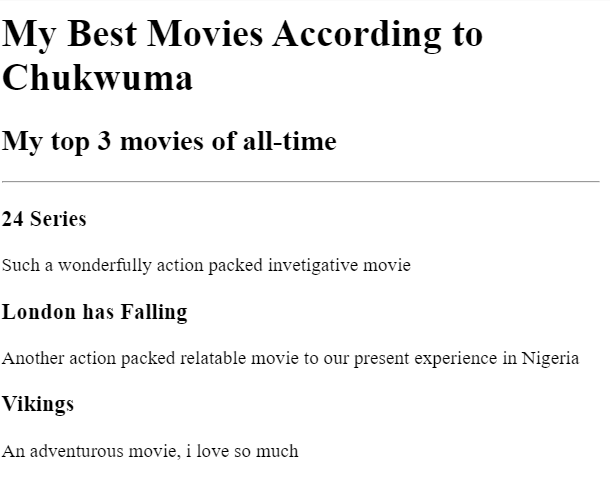 My Best Movies According to
Chukwuma
My top 3 movies of all-time
24 Series
Such a wonderfully action packed invetigative movie
London has Falling
Another action packed relatable movie to our present experience in Nigeria
Vikings
An adventurous movie, i love so much